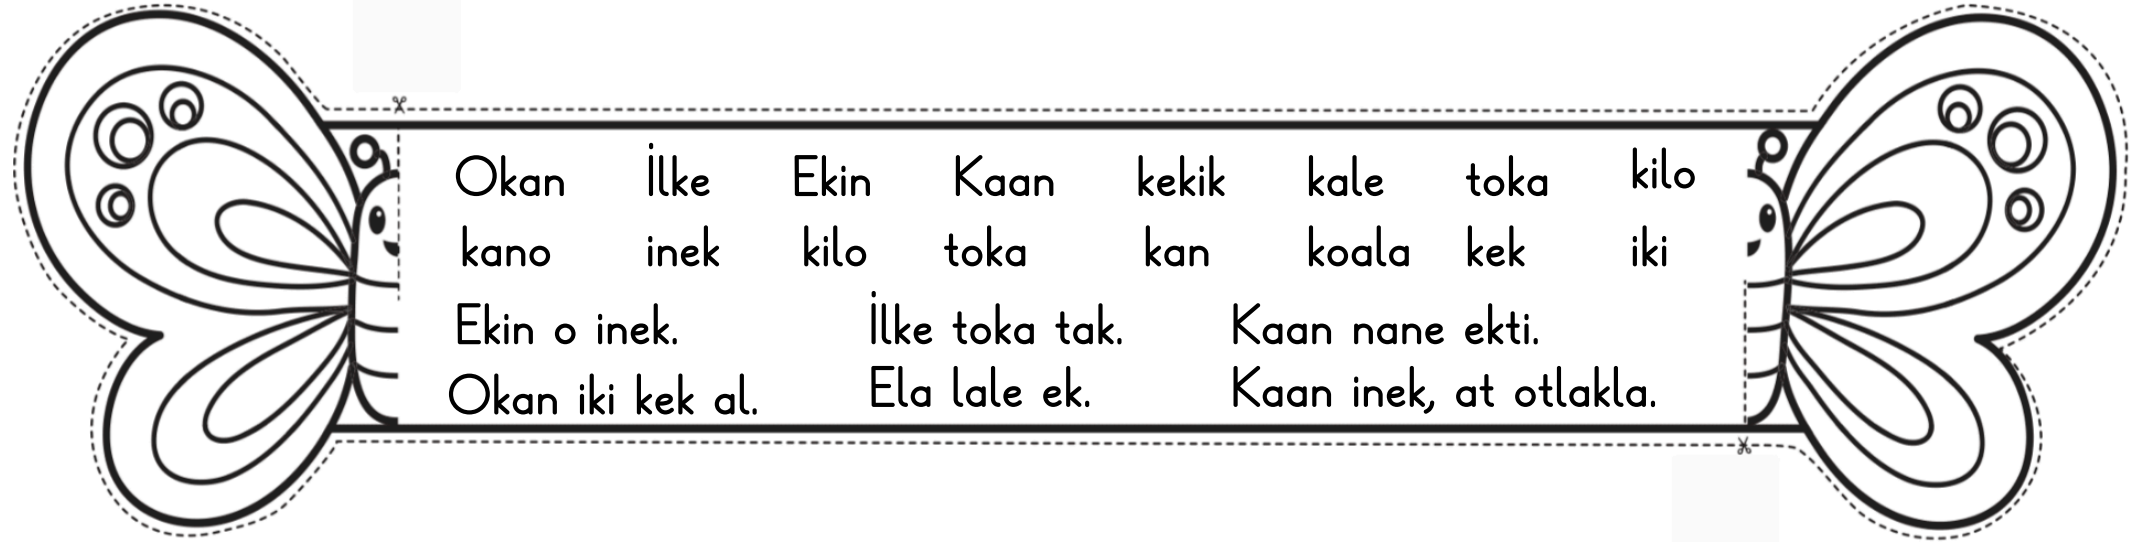 Okan İlke Ekin Kaan kekik kale toka kilo
kano inek kilo toka kan koala kek iki
Ekin o inek. İlke toka tak. Kaan nane ekti.
Okan iki kek al. Ela lale ek. Kaan inek, at otlakla.